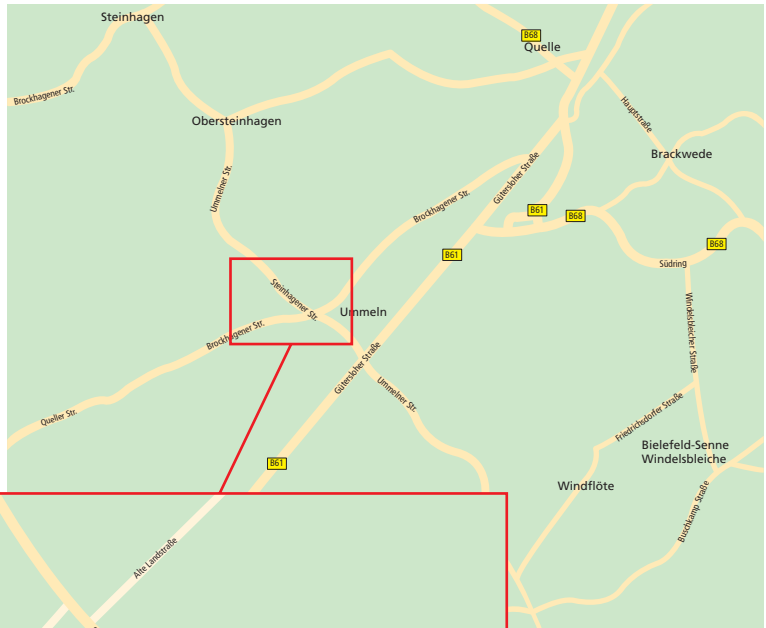 Steinhagen
B68
Quelle
Brockhagener Str.
Hauptstraße
Obersteinhagen
Brackwede
Ummelner Str.
Gütersloher Straße
Brockhagener Str.
B61
B68
B68
B61
Südring
Steinhagener Str.
Ummeln
Windelsbleicher Straße
Brockhagener Str.
Gütersloher Straße
Ummelner Str.
Queller Str.
Friedrichsdorfer Straße
Bielefeld-Senne
Windelsbleiche
B61
Windflöte
Buschkamp Straße
Alte Landstraße